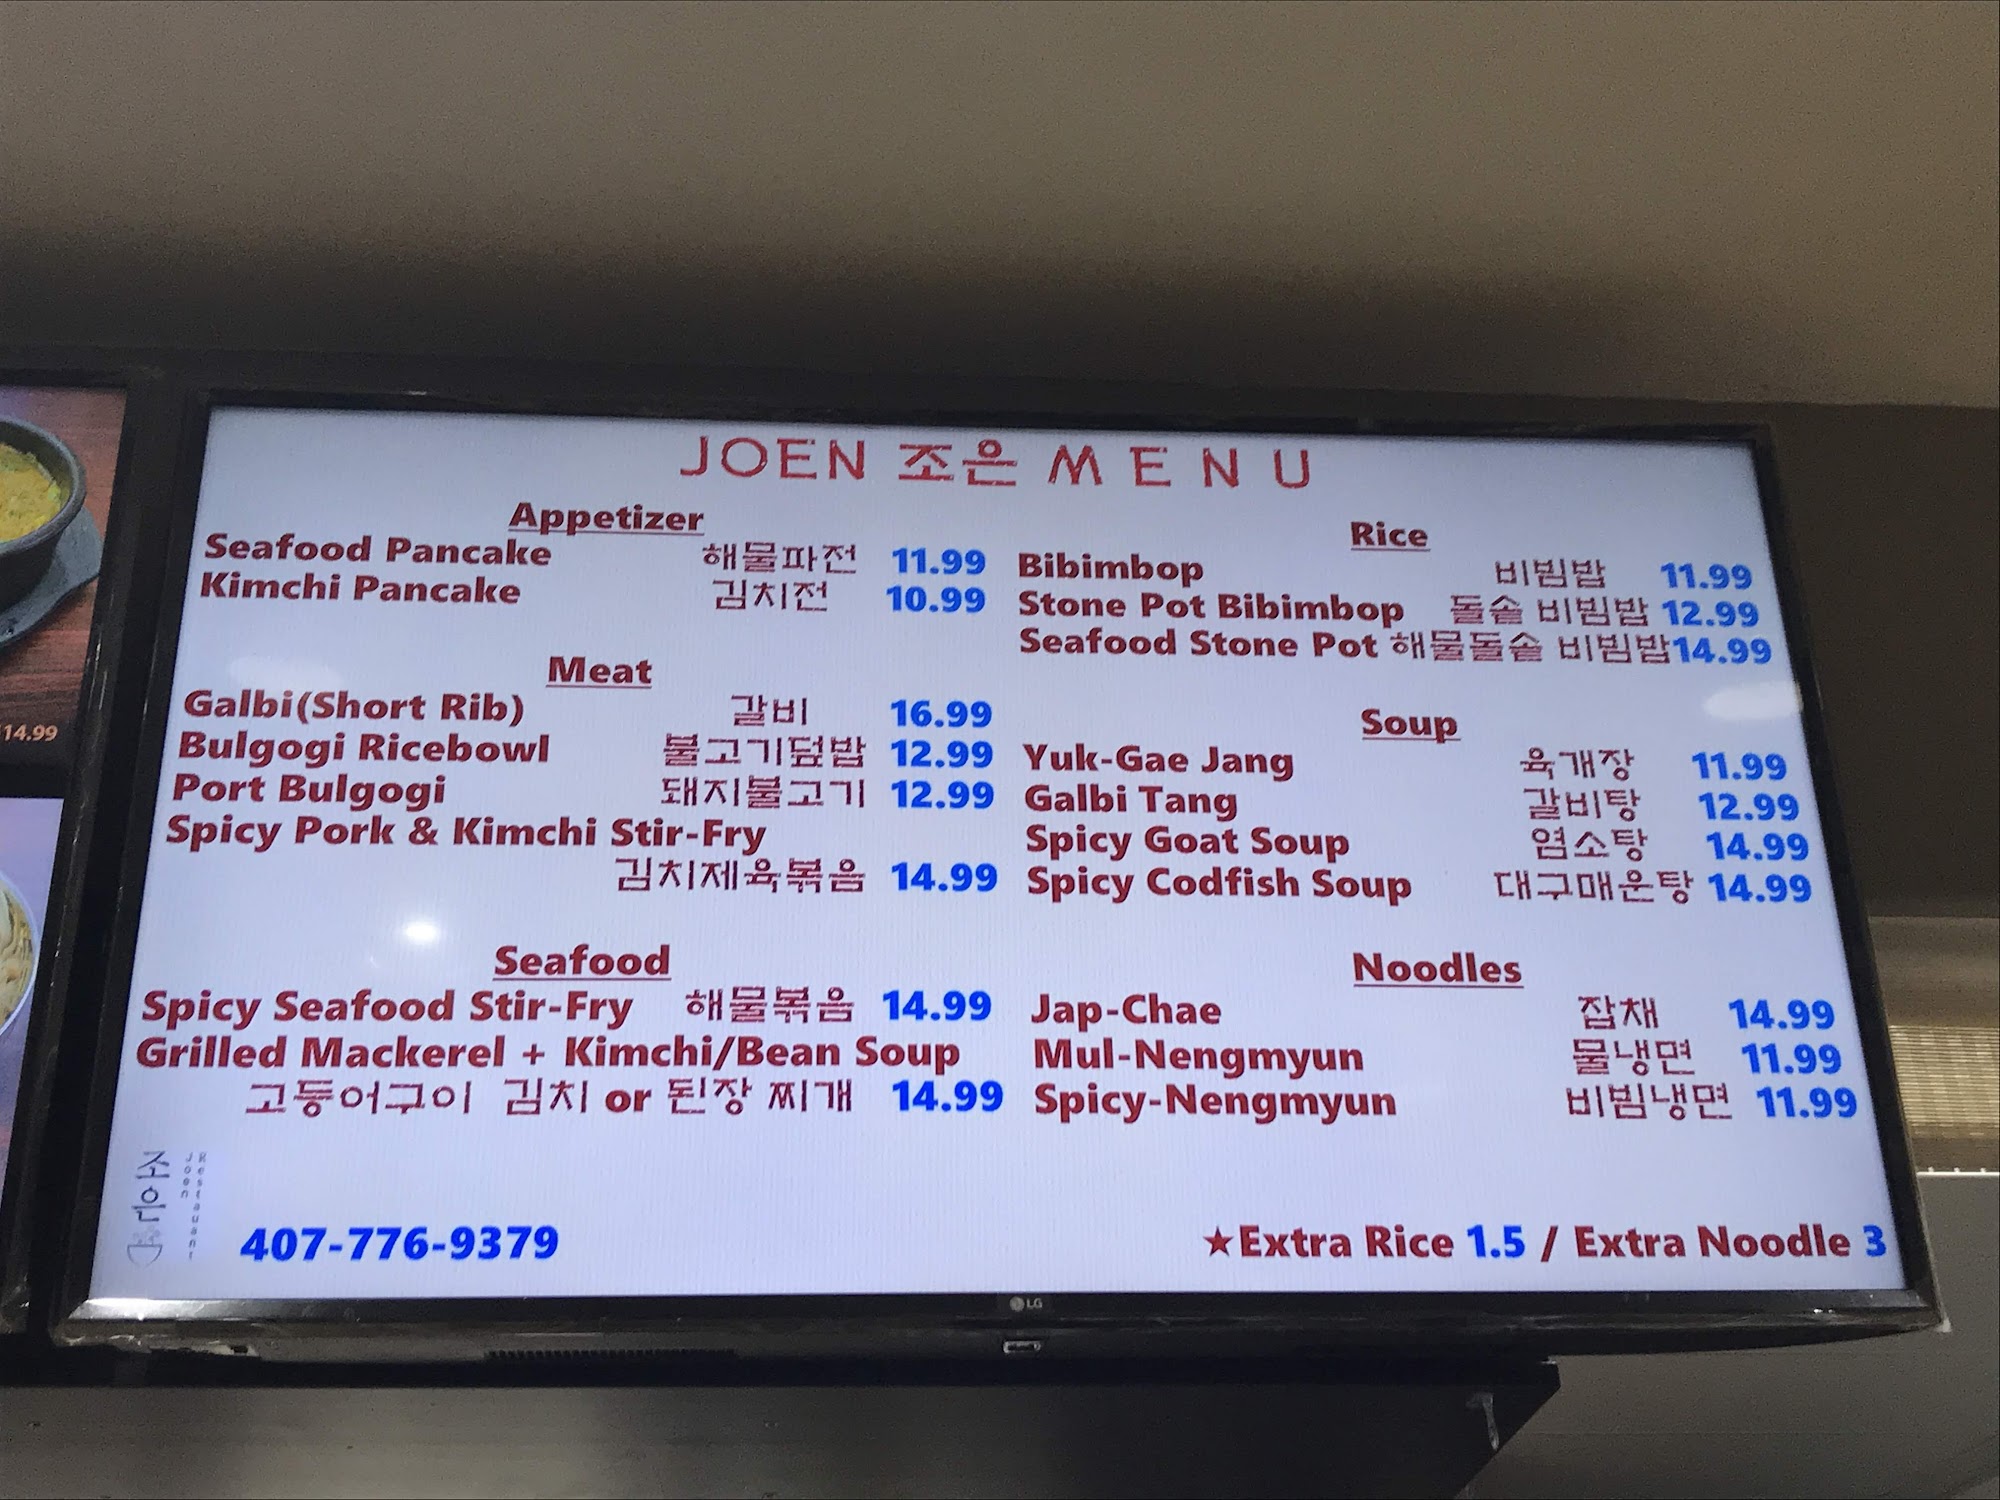 JOEN 조은 MENU
Appetizer
Seafood Pancake 해물파전 11.99
Kimchi Pancake 김치전 10.99
Meat
Galbi(Short Rib) 갈비 16.99
Bulgogi Ricebowl 불고기덮밥 12.99
Port Bulgogi 돼지불고기 12.99
Spicy Pork & Kimchi Stir-Fry
김치제육볶음 14.99
Seafood
Spicy Seafood Stir-Fry 해물볶음 14.99
Grilled Mackerel + Kimchi/Bean Soup
고등어구이 김치 or 된장 찌개 14.99
Rice
Bibimbop 비빔밥 11.99
Stone Pot Bibimbop 돌솥 비빔밥 12.99
Seafood Stone Pot 해물돌솥 비빔밥 14.99
Soup
Yuk-Gae Jang 육개장 11.99
Galbi Tang 갈비탕 12.99
Spicy Goat Soup 염소탕 14.99
Spicy Codfish Soup 대구매운탕 14.99
Noodles
Jap-Chae 잡채 14.99
Mul-Nengmyun 물냉면 11.99
Spicy-Nengmyun 비빔냉면 11.99
조은
Joen
Restaurant
407-776-9379
★Extra Rice 1.5 / Extra Noodle 3
LG
14.99